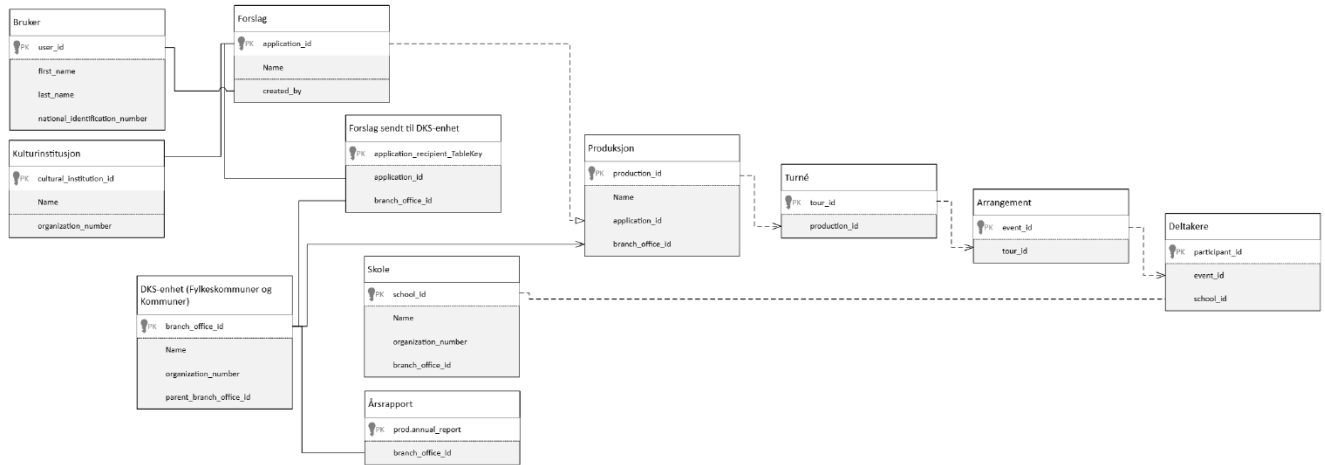 Bruker
PK user_id
first_name
last_name
national_identification_number
Kulturinstitusjon
PK cultural_institution_id
Name
organization_number
Forslag
PK application_id
Name
created_by
Forslag sendt til DKS-enhet
PK application_recipient_TableKey
application_id
branch_office_id
DKS-enhet (Fylkeskommuner og
Kommuner)
PK branch_office_id
Name
organization_number
parent_branch_office_id
Skole
PK school_id
Name
organization_number
branch_office_id
Årsrapport
PK prod.annual_report
branch_office_id
Produksjon
PK production_id
Name
application_id
branch_office_id
Turné
PK tour_id
production_id
Arrangement
PK event_id
tour_id
Deltakere
PK participant_id
event_id
school_id